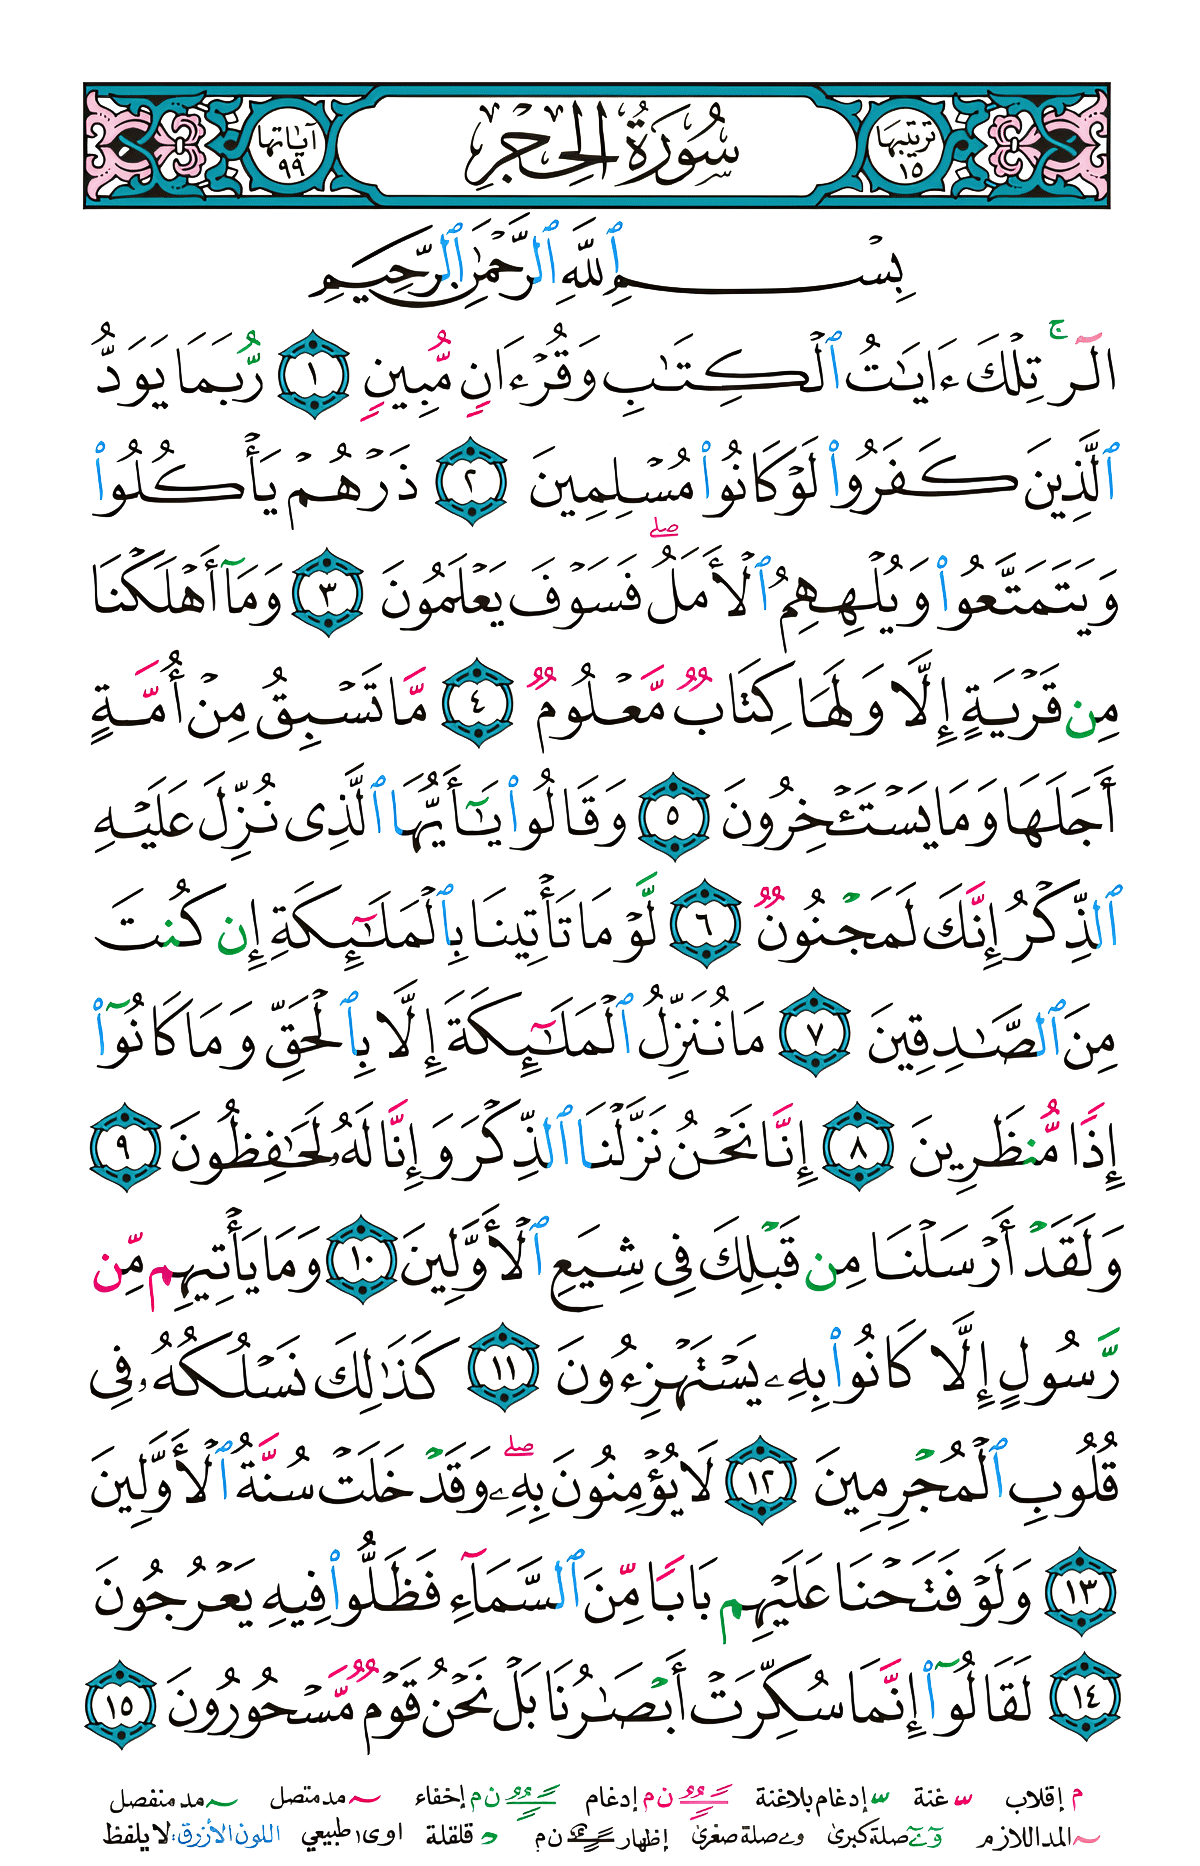 ترتيبها ١٥ سُورَةُ الحِجْرِ آياتها ٩٩
بِسْمِ ٱللَّهِ ٱلرَّحْمَٰنِ ٱلرَّحِيمِ
الٓر ۚ تِلْكَ ءَايَٰتُ ٱلْكِتَٰبِ وَقُرْءَانٍ مُّبِينٍ ١ رُّبَمَا يَوَدُّ
ٱلَّذِينَ كَفَرُوا۟ لَوْ كَانُوا۟ مُسْلِمِينَ ٢ ذَرْهُمْ يَأْكُلُوا۟
وَيَتَمَتَّعُوا۟ وَيُلْهِهِمُ ٱلْأَمَلُ ۖ فَسَوْفَ يَعْلَمُونَ ٣ وَمَآ أَهْلَكْنَا
مِن قَرْيَةٍ إِلَّا وَلَهَا كِتَابٌ مَّعْلُومٌ ٤ مَّا تَسْبِقُ مِنْ أُمَّةٍ
أَجَلَهَا وَمَا يَسْتَـْٔخِرُونَ ٥ وَقَالُوا۟ يَٰٓأَيُّهَا ٱلَّذِى نُزِّلَ عَلَيْهِ
ٱلذِّكْرُ إِنَّكَ لَمَجْنُونٌ ٦ لَّوْ مَا تَأْتِينَا بِٱلْمَلَٰٓئِكَةِ إِن كُنتَ
مِنَ ٱلصَّٰدِقِينَ ٧ مَا نُنَزِّلُ ٱلْمَلَٰٓئِكَةَ إِلَّا بِٱلْحَقِّ وَمَا كَانُوٓا۟
إِذًا مُّنظَرِينَ ٨ إِنَّا نَحْنُ نَزَّلْنَا ٱلذِّكْرَ وَإِنَّا لَهُۥ لَحَٰفِظُونَ ٩
وَلَقَدْ أَرْسَلْنَا مِن قَبْلِكَ فِى شِيَعِ ٱلْأَوَّلِينَ ١٠ وَمَا يَأْتِيهِم مِّن
رَّسُولٍ إِلَّا كَانُوا۟ بِهِۦ يَسْتَهْزِءُونَ ١١ كَذَٰلِكَ نَسْلُكُهُۥ فِى
قُلُوبِ ٱلْمُجْرِمِينَ ١٢ لَا يُؤْمِنُونَ بِهِۦ ۖ وَقَدْ خَلَتْ سُنَّةُ ٱلْأَوَّلِينَ
١٣ وَلَوْ فَتَحْنَا عَلَيْهِم بَابًا مِّنَ ٱلسَّمَآءِ فَظَلُّوا۟ فِيهِ يَعْرُجُونَ
١٤ لَقَالُوٓا۟ إِنَّمَا سُكِّرَتْ أَبْصَٰرُنَا بَلْ نَحْنُ قَوْمٌ مَّسْحُورُونَ ١٥
م إقلاب ّ غنة ّ إدغام بلاغنة ًٌٍ ن م إدغام ًٌٍ ن م إخفاء ~ مد متصل ~ مد منفصل
~ المد اللازم وٓ ےٓ صلة كبرى و ے صلة صغرى إظهار ًٌٍ ن م د قلقلة ا و ى طبيعي اللون الأزرق: لا يلفظ